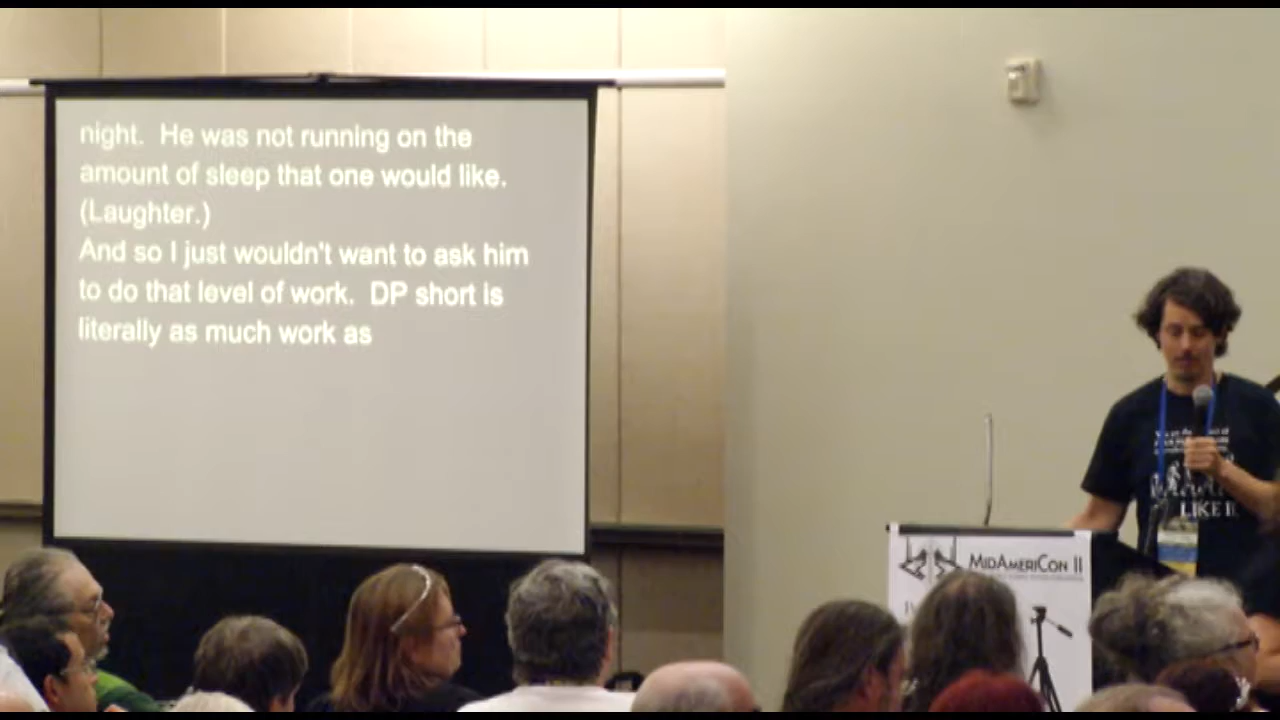 night.  He was not running on the
amount of sleep that one would like.
(Laughter.)
And so I just wouldn't want to ask him
to do that level of work.  DP short is
literally as much work as
MIDAMERICON II
LIKE